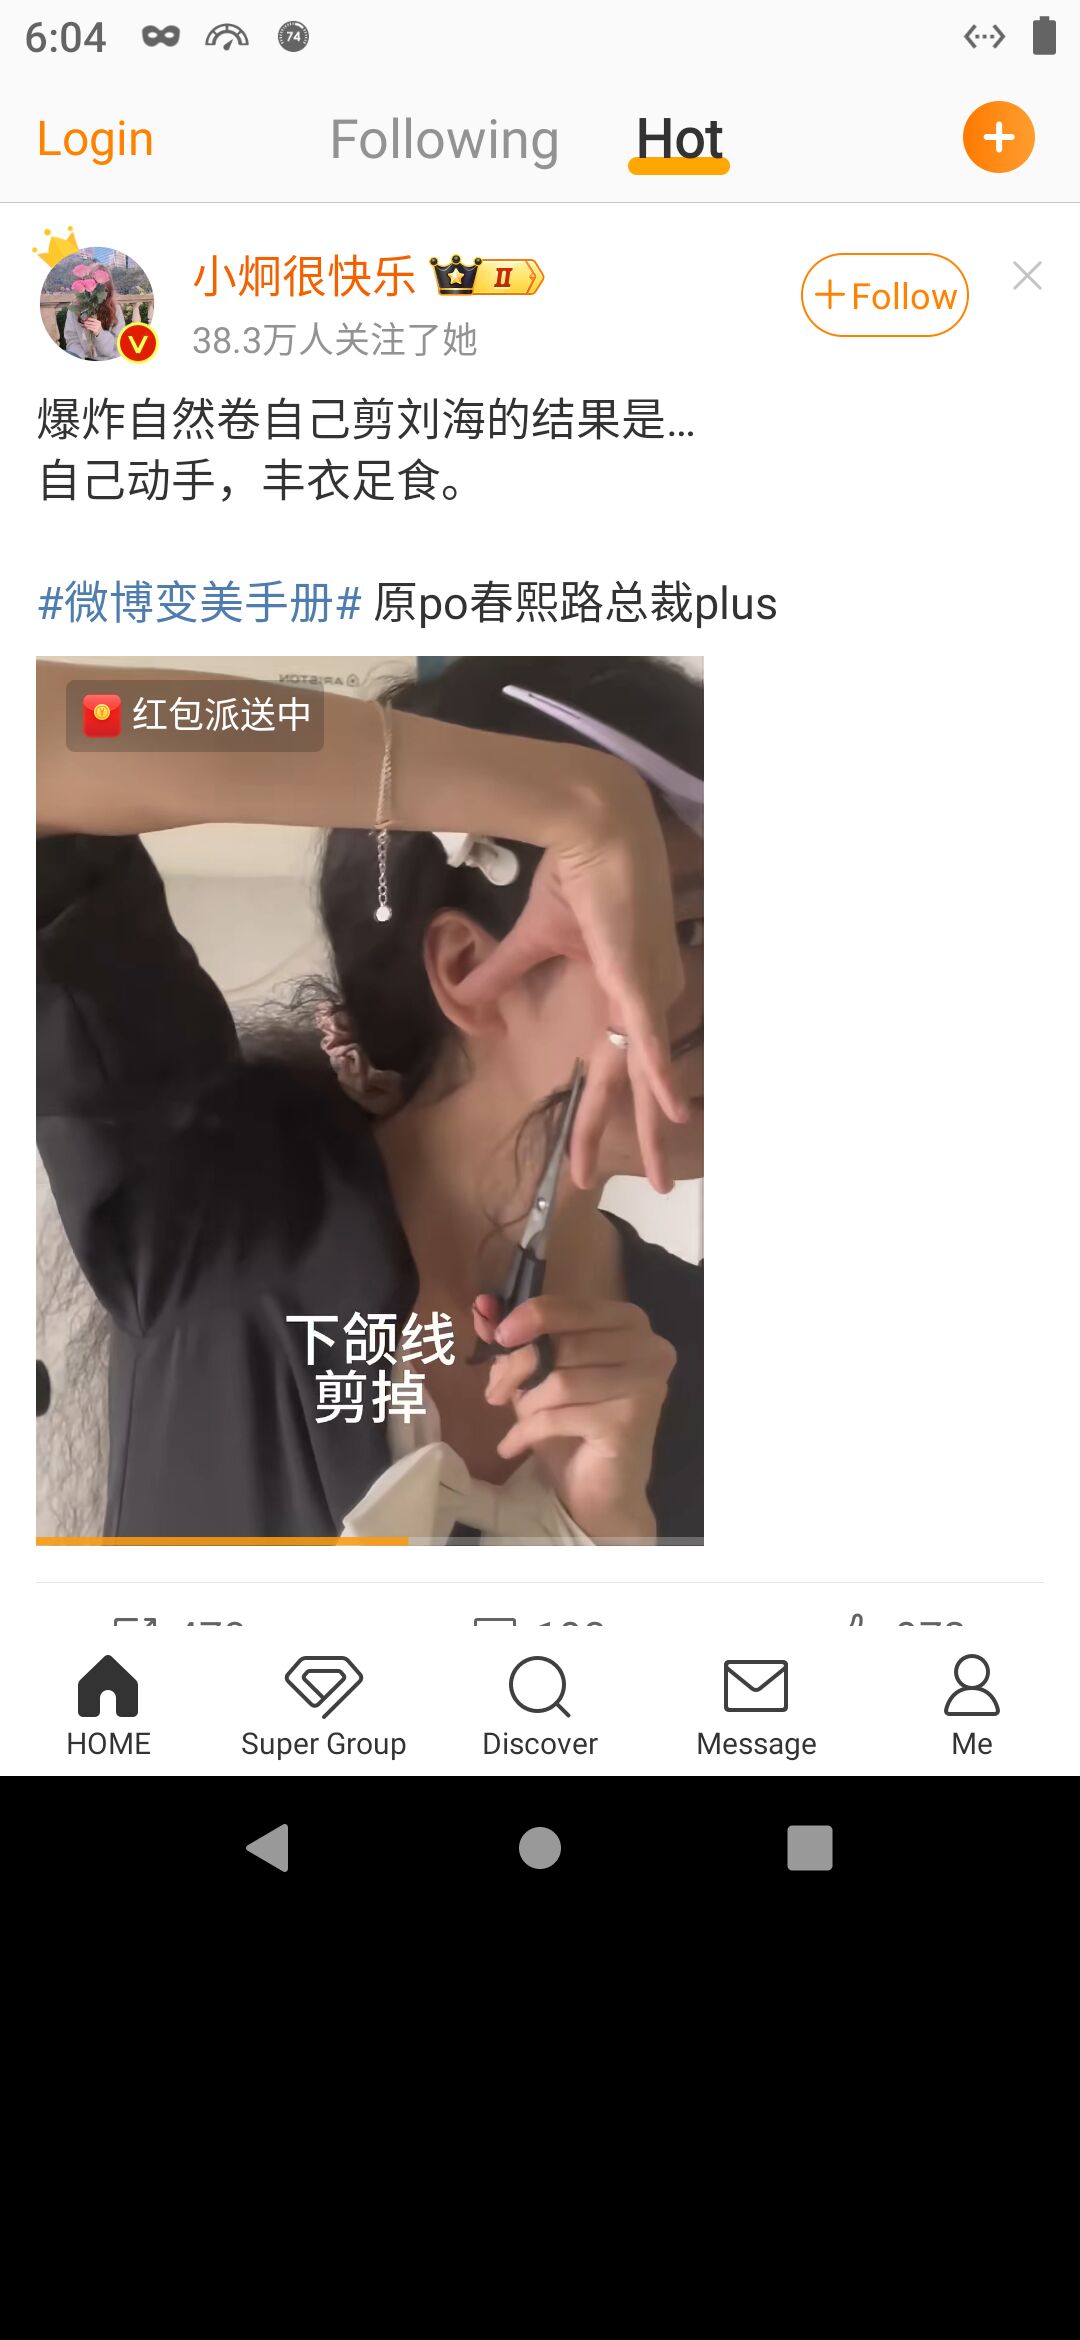 6:04
74
Login
Following
Hot
小炯很快乐
II
+Follow
38.3万人关注了她
爆炸自然卷自己剪刘海的结果是...
自己动手，丰衣足食。
#微博变美手册# 原po春熙路总裁plus
ARISTON
红包派送中
下颌线
剪掉
HOME
Super Group
Discover
Message
Me